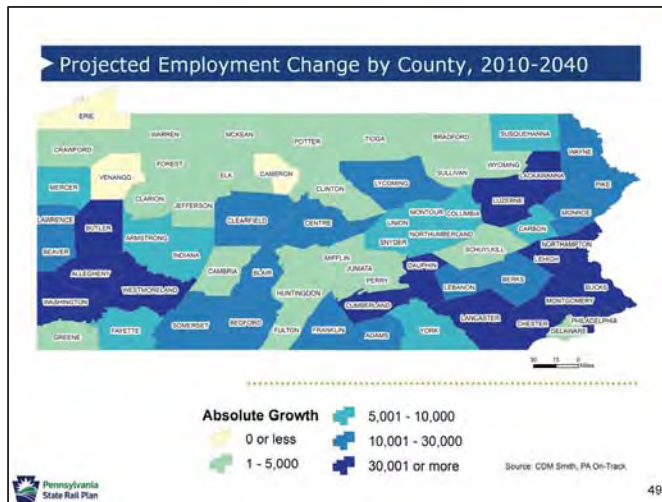 Projected Employment Change by County, 2010-2040
ERIE
WARREN
MCKEAN
POTTER
TIOGA
BRADFORD
SUSQUEHANNA
CRAWFORD
WAYNE
FOREST
WYOMING
VENANGO
ELK
CAMERON
SULLIVAN
LACKAWANNA
MERCER
CLINTON
LYCOMING
PIKE
CLARION
JEFFERSON
LUZERNE
LAWRENCE
CLEARFIELD
CENTRE
MONTOUR
COLUMBIA
MONROE
BUTLER
UNION
CARBON
ARMSTRONG
NORTHUMBERLAND
BEAVER
SNYDER
NORTHAMPTON
INDIANA
SCHUYLKILL
MIFFLIN
LEHIGH
ALLEGHENY
CAMBRIA
BLAIR
JUNIATA
DAUPHIN
PERRY
BERKS
LEBANON
BUCKS
WESTMORELAND
HUNTINGDON
WASHINGTON
MONTGOMERY
CUMBERLAND
LANCASTER
PHILADELPHIA
SOMERSET
BEDFORD
CHESTER
GREENE
FAYETTE
FULTON
FRANKLIN
ADAMS
YORK
DELAWARE
30 15 0
Miles
Absolute Growth
0 or less
1 - 5,000
5,001 - 10,000
10,001 - 30,000
30,001 or more
Source: CDM Smith, PA On-Track
Pennsylvania
State Rail Plan
49